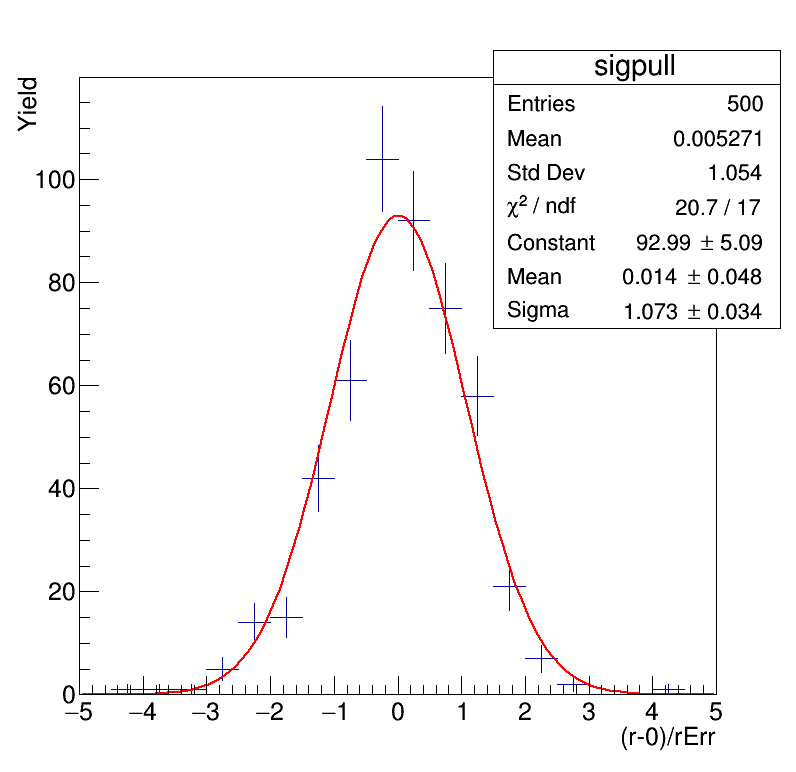 sigpull
Entries 500
Mean 0.005271
Std Dev 1.054
χ² / ndf 20.7 / 17
Constant 92.99 ± 5.09
Mean 0.014 ± 0.048
Sigma 1.073 ± 0.034
Yield
100
80
60
40
20
0
−5 −4 −3 −2 −1 0 1 2 3 4 5
(r-0)/rErr